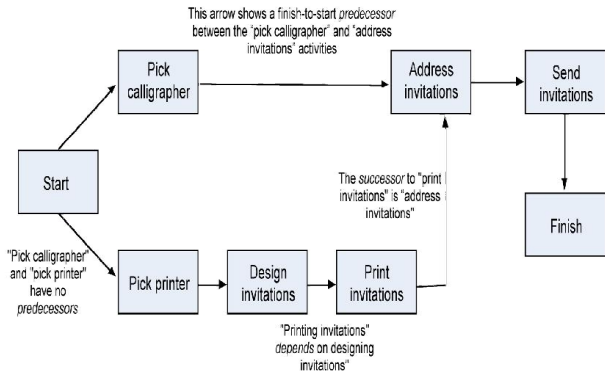 This arrow shows a finish-to-start predecessor
between the "pick calligrapher" and "address
invitations" activities
Pick
calligrapher
Address
invitations
Send
invitations
Start
The successor to "print
invitations" is "address
invitations"
Finish
"Pick calligrapher"
and "pick printer"
have no
predecessors
Pick printer
Design
invitations
Print
invitations
"Printing invitations"
depends on designing
invitations"